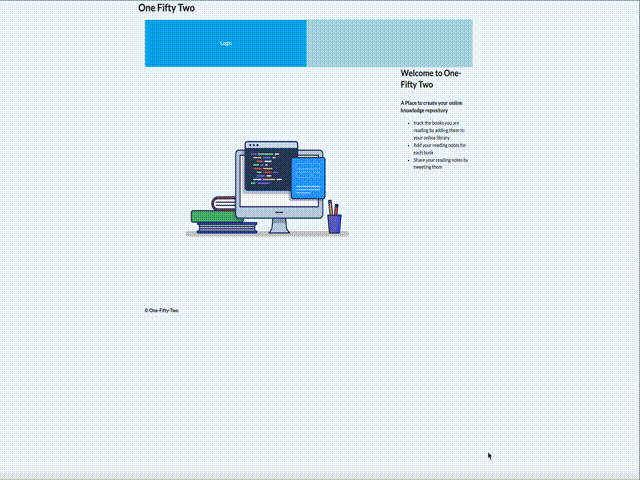 One Fifty Two
Login
Welcome to One-
Fifty Two
A Place to create your online
knowledge repository
track the books you are
reading by adding them to
your online library
Add your reading notes for
each book
Share your reading notes by
tweeting them
© One-Fifty-Two